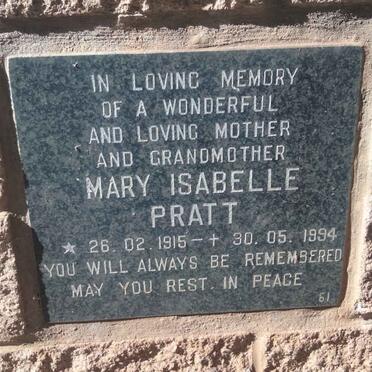 IN LOVING MEMORY
OF A WONDERFUL
AND LOVING MOTHER
AND GRANDMOTHER
MARY ISABELLE
PRATT
★ 26. 02. 1915 – ✝ 30. 05. 1994
YOU WILL ALWAYS BE REMEMBERED
MAY YOU REST. IN PEACE
61